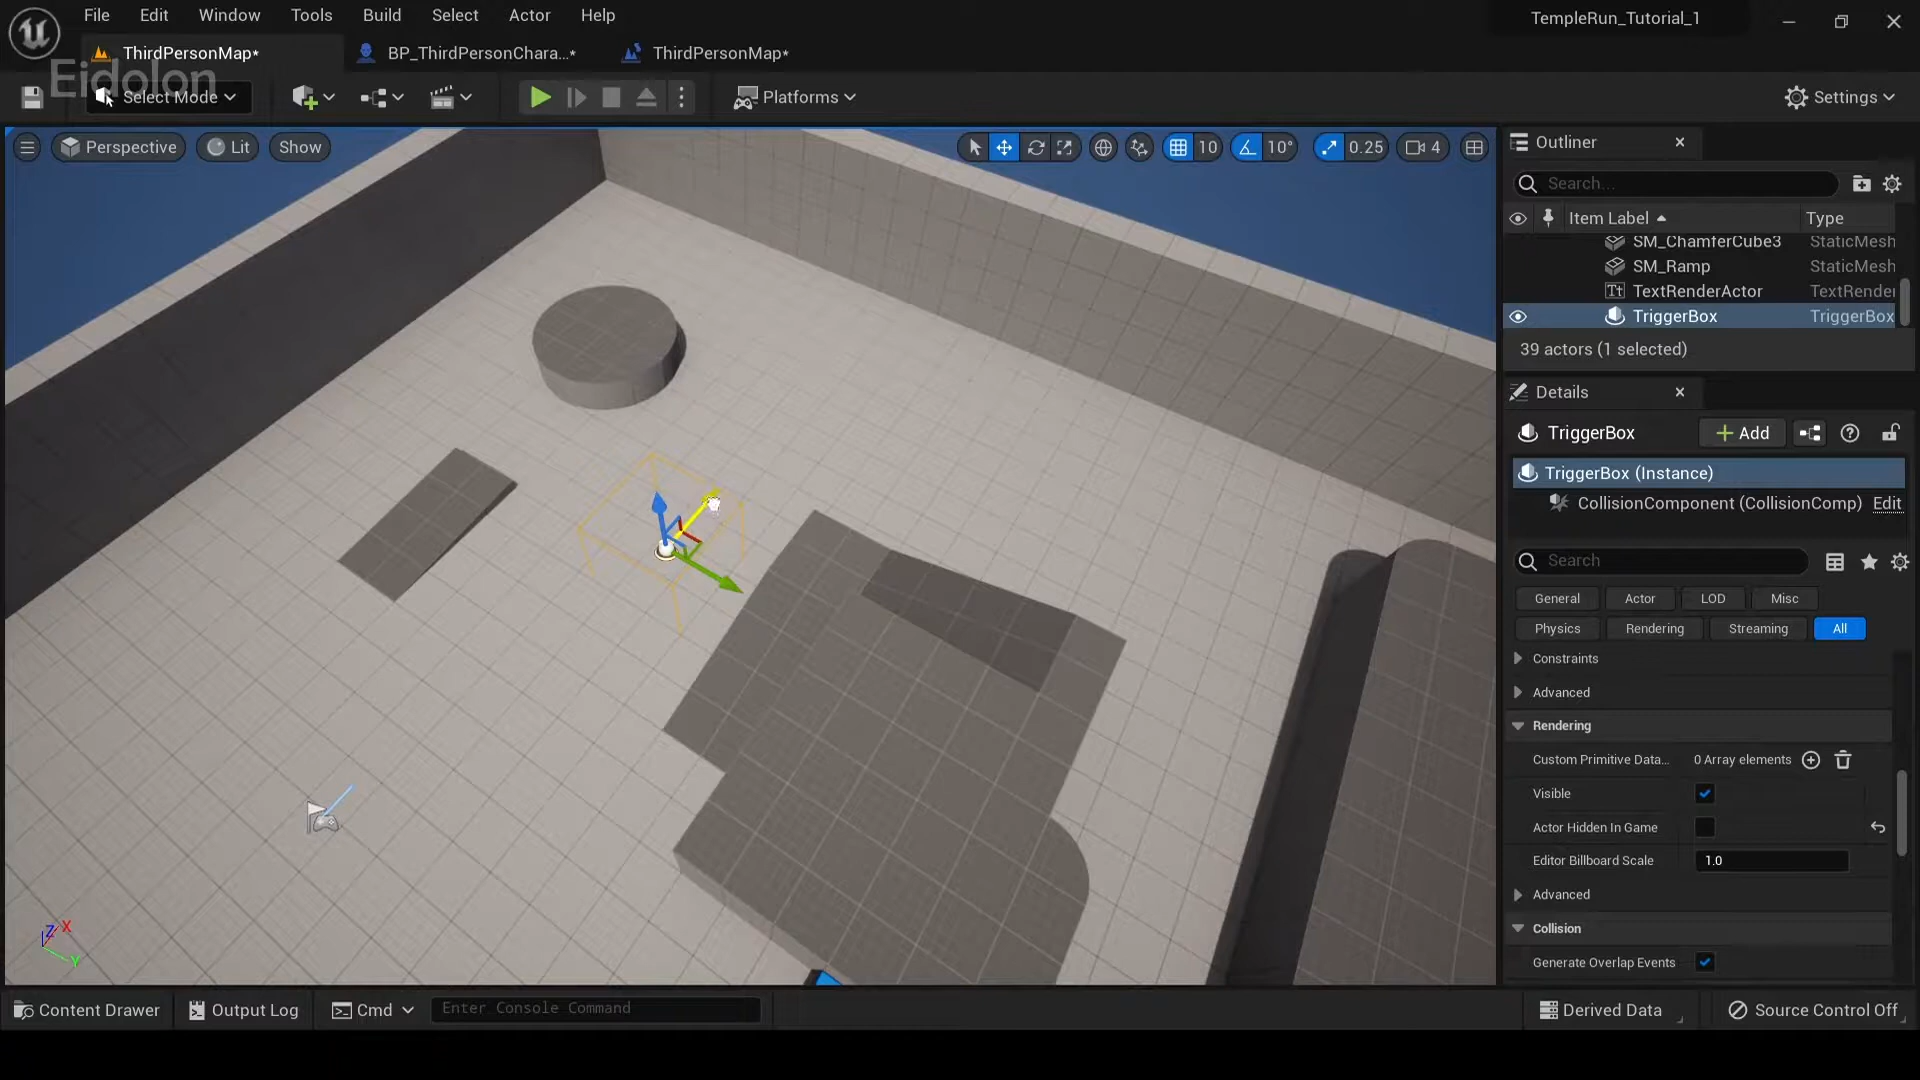 File Edit Window Tools Build Select Actor Help
TempleRun_Tutorial_1
ThirdPersonMap*
BP_ThirdPersonChara...*
ThirdPersonMap*
Eidolon
Select Mode
Platforms
Settings
Perspective
Lit
Show
10
10°
0.25
4
Outliner
Search...
Item Label
Type
SM_ChamferCube3 StaticMesh
SM_Ramp StaticMesh
TextRenderActor TextRender
TriggerBox TriggerBox
39 actors (1 selected)
Details
TriggerBox
Add
TriggerBox (Instance)
CollisionComponent (CollisionComp) Edit
Search
General Actor LOD Misc
Physics Rendering Streaming All
Constraints
Advanced
Rendering
Custom Primitive Data... 0 Array elements
Visible
Actor Hidden In Game
Editor Billboard Scale 1.0
Advanced
Collision
Generate Overlap Events
Z X
Y
Content Drawer
Output Log
Cmd
Enter Console Command
Derived Data
Source Control Off